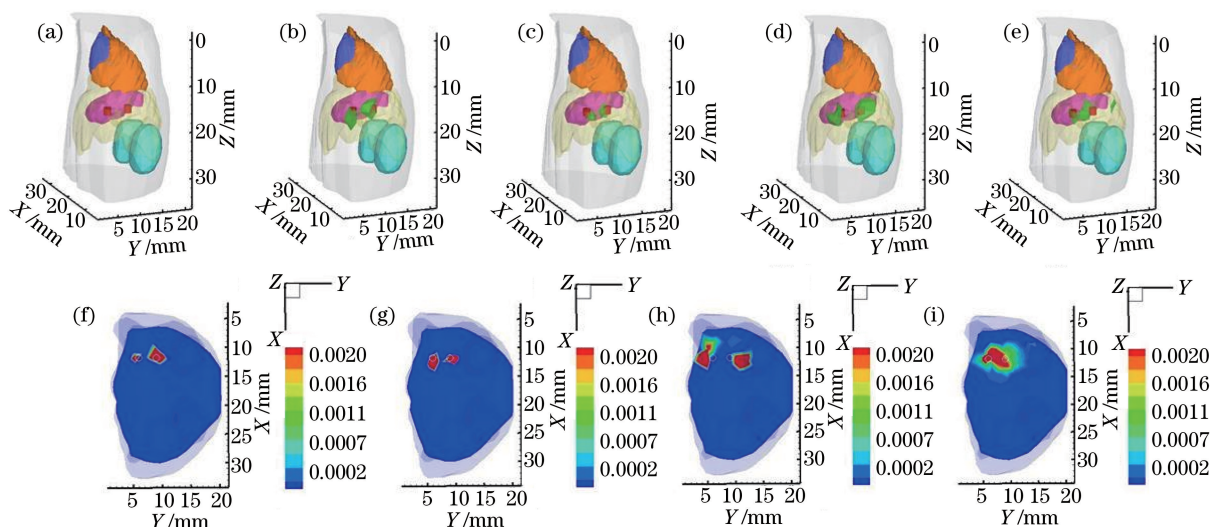 (a) (b) (c) (d) (e)
0 0 0 0 0
10 10 10 10 10
20 20 20 20 20
30 30 30 30 30
Z /mm Z /mm Z /mm Z /mm Z /mm
30 20 10 30 20 10 30 20 10 30 20 10 30 20 10
X /mm X /mm X /mm X /mm X /mm
5 10 15 20 5 10 15 20 5 10 15 20 5 10 15 20 5 10 15 20
Y /mm Y /mm Y /mm Y /mm Y /mm
(f) (g) (h) (i)
Z Y Z Y Z Y Z Y
X X X X
5 5 5 5
10 10 10 10
15 15 15 15
20 20 20 20
25 25 25 25
30 30 30 30
X /mm X /mm X /mm X /mm
0.0020 0.0020 0.0020 0.0020
0.0016 0.0016 0.0016 0.0016
0.0011 0.0011 0.0011 0.0011
0.0007 0.0007 0.0007 0.0007
0.0002 0.0002 0.0002 0.0002
5 10 15 20 5 10 15 20 5 10 15 20 5 10 15 20
Y /mm Y /mm Y /mm Y /mm